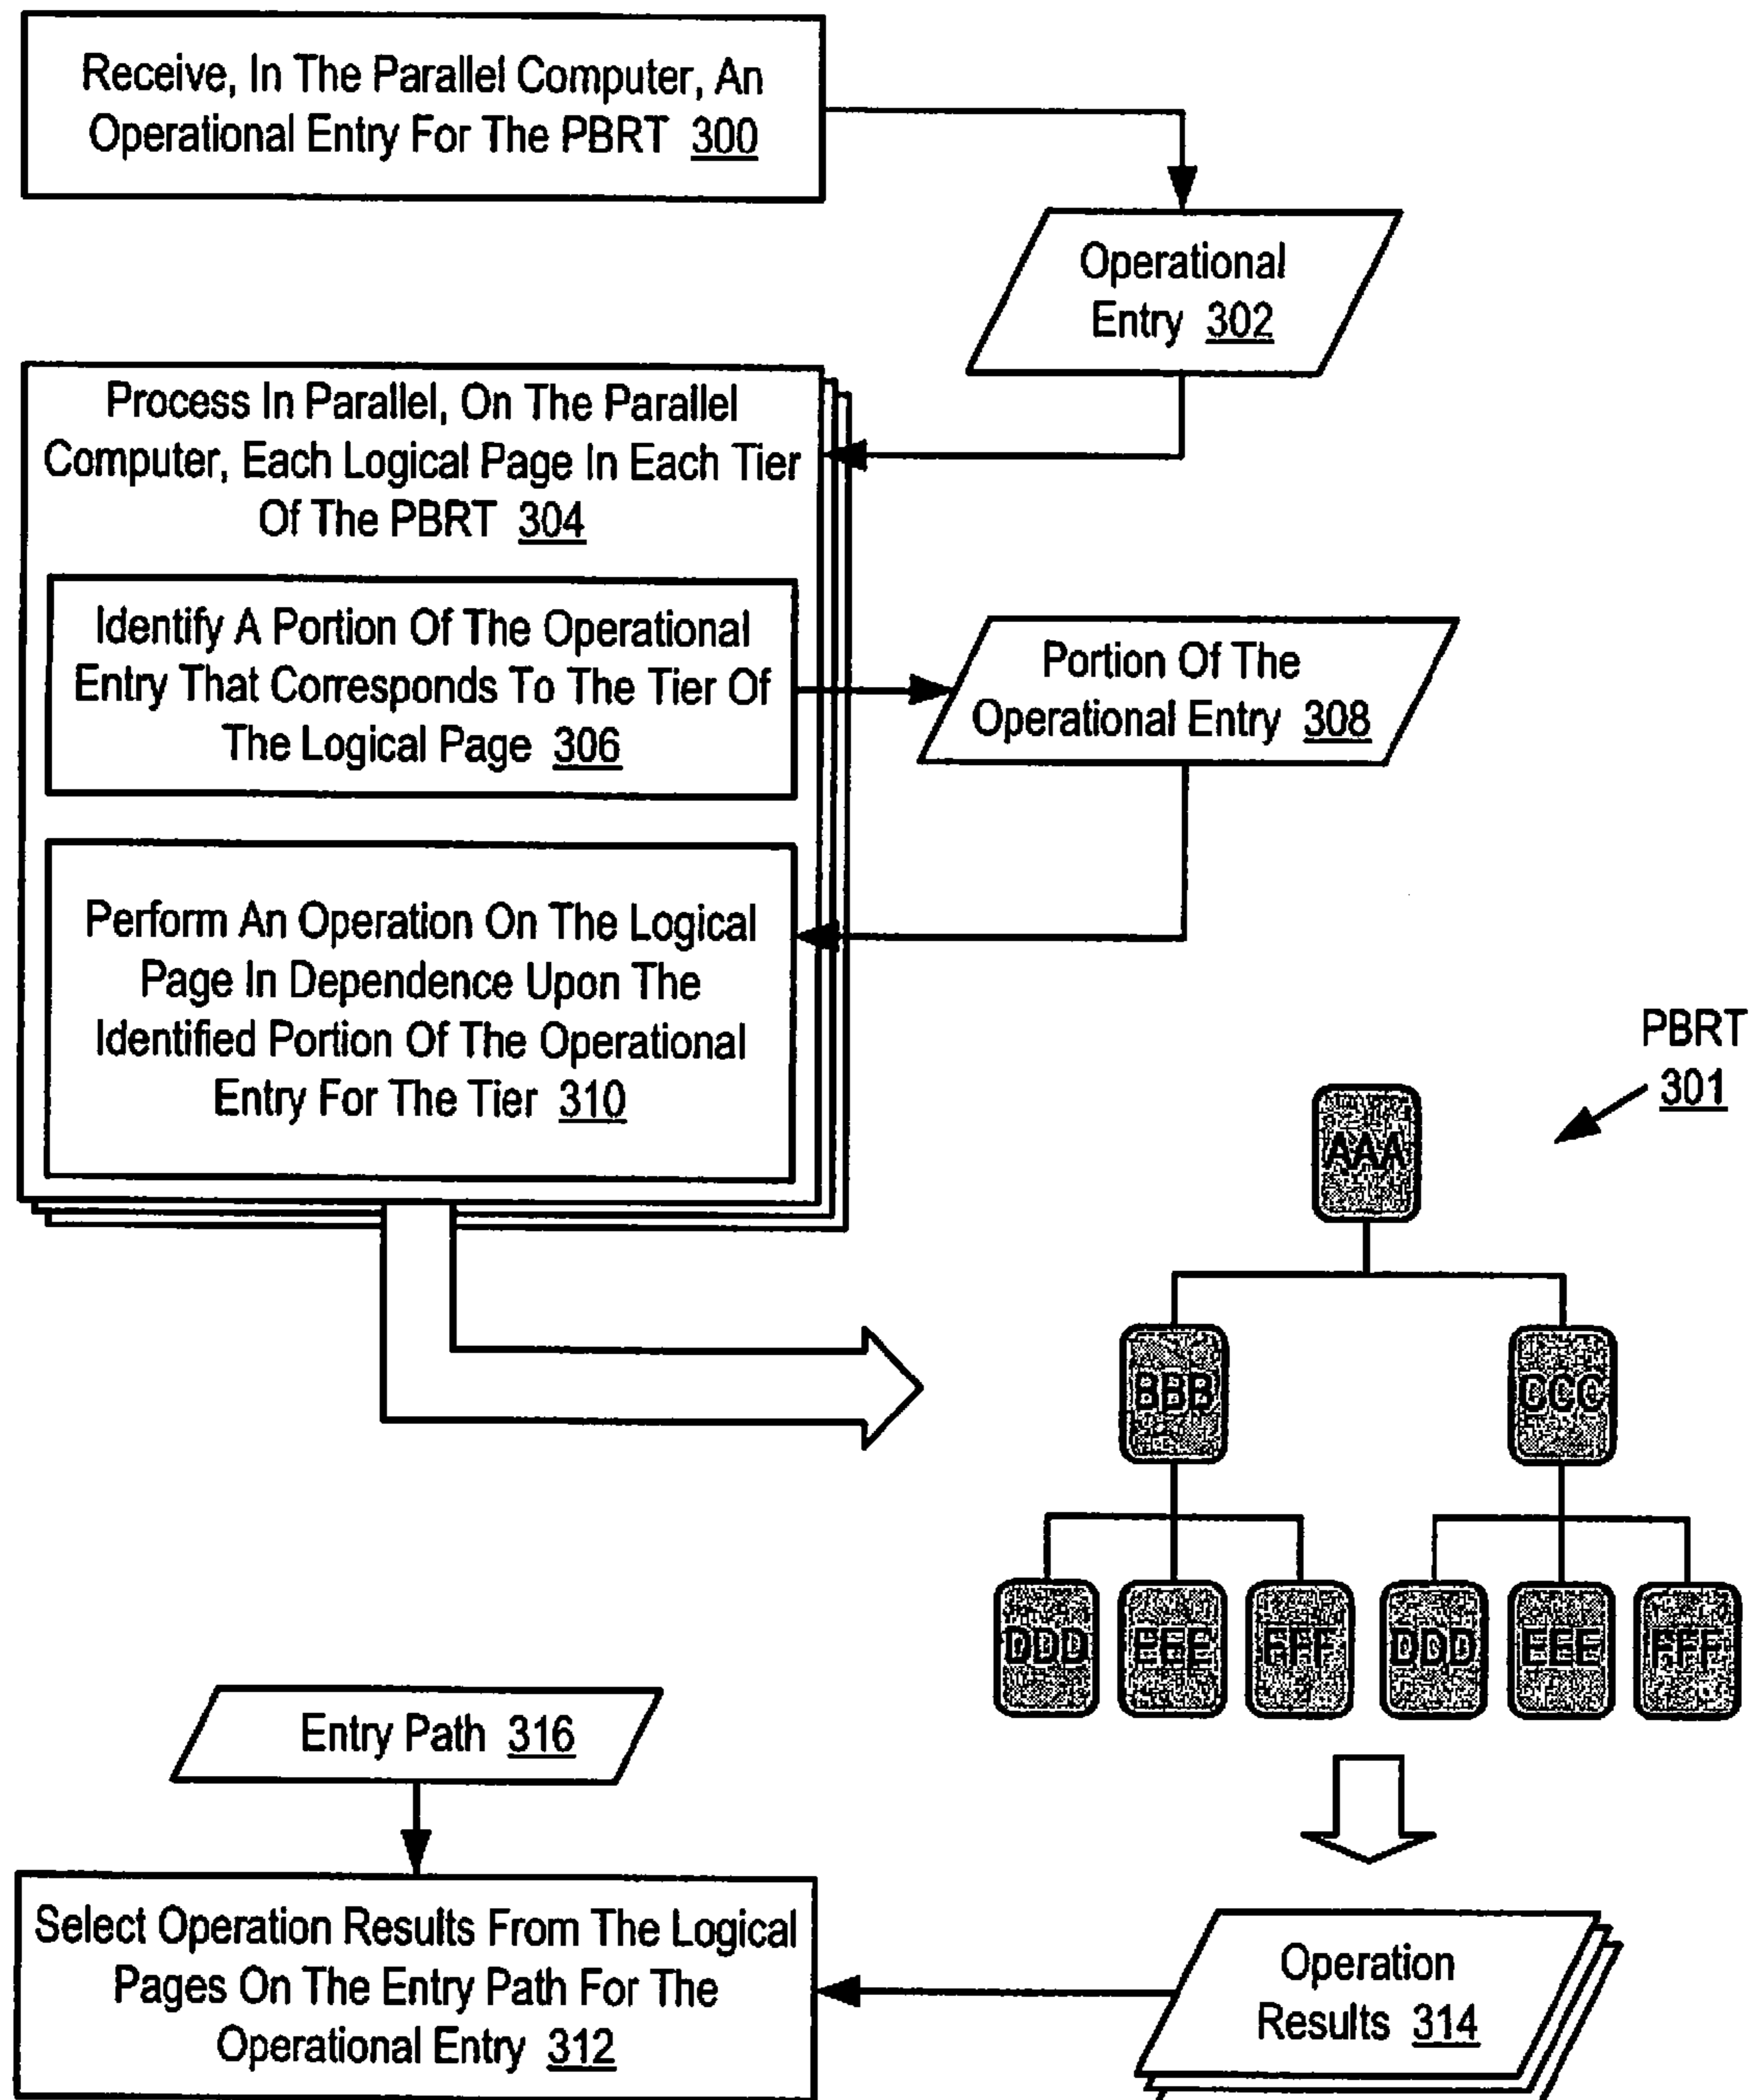 Receive, In The Parallel Computer, An
Operational Entry For The PBRT 300
Operational
Entry 302
Process In Parallel, On The Parallel
Computer, Each Logical Page In Each Tier
Of The PBRT 304
Identify A Portion Of The Operational
Entry That Corresponds To The Tier Of
The Logical Page 306
Portion Of The
Operational Entry 308
Perform An Operation On The Logical
Page In Dependence Upon The
Identified Portion Of The Operational
Entry For The Tier 310
PBRT
301
AAA
BBB
CCC
DDD
EEE
FFF
DDD
EEE
FFF
Entry Path 316
Select Operation Results From The Logical
Pages On The Entry Path For The
Operational Entry 312
Operation
Results 314